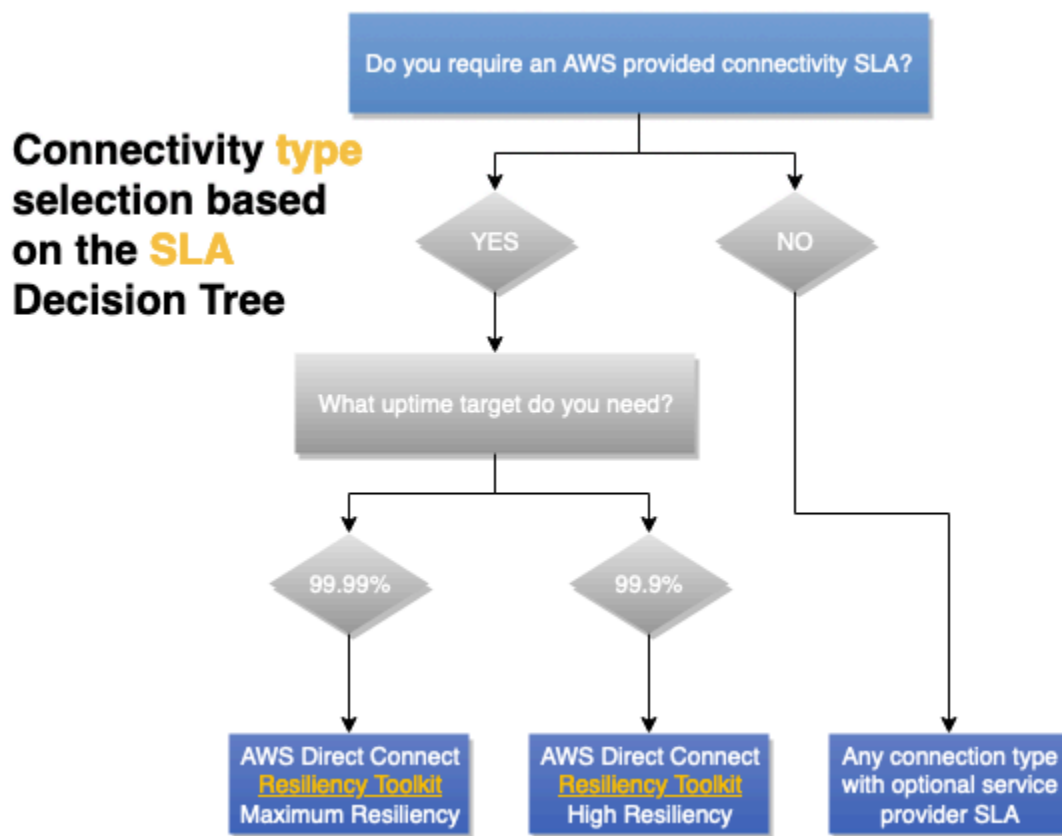 Do you require an AWS provided connectivity SLA?
Connectivity type
selection based
on the SLA
Decision Tree
YES
NO
What uptime target do you need?
99.99%
99.9%
AWS Direct Connect
Resiliency Toolkit
Maximum Resiliency
AWS Direct Connect
Resiliency Toolkit
High Resiliency
Any connection type
with optional service
provider SLA